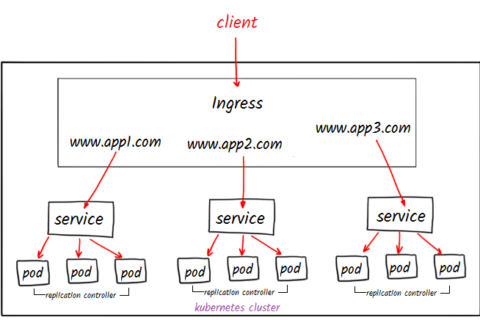 client
Ingress
www.app1.com
www.app2.com
www.app3.com
service
service
service
pod
pod
pod
pod
pod
pod
pod
pod
pod
replication controller
replication controller
replication controller
kubernetes cluster